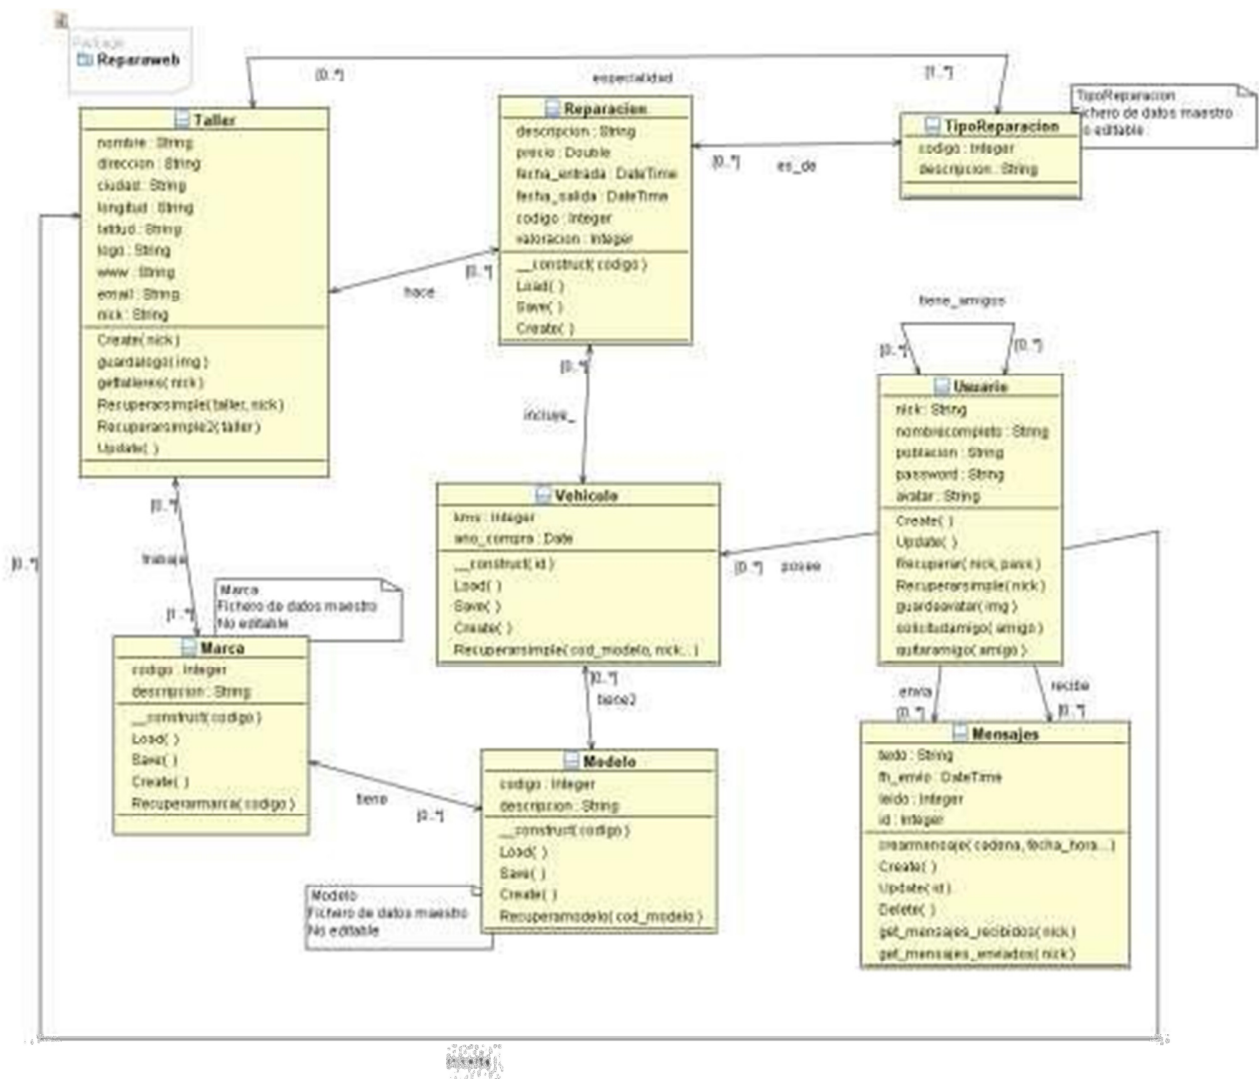 Package
Reparaweb
[0..*]
especialidad
[1..*]
TipoReparacion
Fichero de datos maestro
No editable
Taller
nombre : String
direccion : String
ciudad : String
longitud : String
latitud : String
logo : String
www : String
email : String
nick : String
Create( nick )
guardalogo( img )
gettalleres( nick )
Recuperarsimple( taller, nick )
Recuperarsimple2( taller )
Update( )
Reparacion
descripcion : String
precio : Double
fecha_entrada : DateTime
fecha_salida : DateTime
codigo : Integer
valoracion : Integer
__construct( codigo )
Load( )
Save( )
Create( )
TipoReparacion
codigo : Integer
descripcion : String
[0..*]
es_de
[0..*]
hace
tiene_amigos
[0..*]
[0..*]
[0..*]
incluye_
Usuario
nick : String
nombrecompleto : String
poblacion : String
password : String
avatar : String
Create( )
Update( )
Recuperar( nick, pass )
Recuperarsimple( nick )
guardeavatar( img )
solicitudamigo( amigo )
quitaramigo( amigo )
Vehiculo
kms : Integer
ano_compra : Date
__construct( id )
Load( )
Save( )
Create( )
Recuperarsimple( cod_modelo, nick...)
[0..*] posee
[0..*]
[0..*]
trabaja
[1..*]
Marca
Fichero de datos maestro
No editable
Marca
codigo : Integer
descripcion : String
__construct( codigo )
Load( )
Save( )
Create( )
Recuperarmarca( codigo )
[0..*]
tiene2
tiene
[0..*]
Modelo
codigo : Integer
descripcion : String
__construct( codigo )
Load( )
Save( )
Create( )
Recuperamodelo( cod_modelo )
Modelo
Fichero de datos maestro
No editable
envia
[0..*]
recibe
[0..*]
Mensajes
texto : String
fh_envio : DateTime
leido : Integer
id : Integer
crearmensaje( cadena, fecha_hora...)
Create( )
Update( id )
Delete( )
get_mensajes_recibidos( nick )
get_mensajes_enviados( nick )